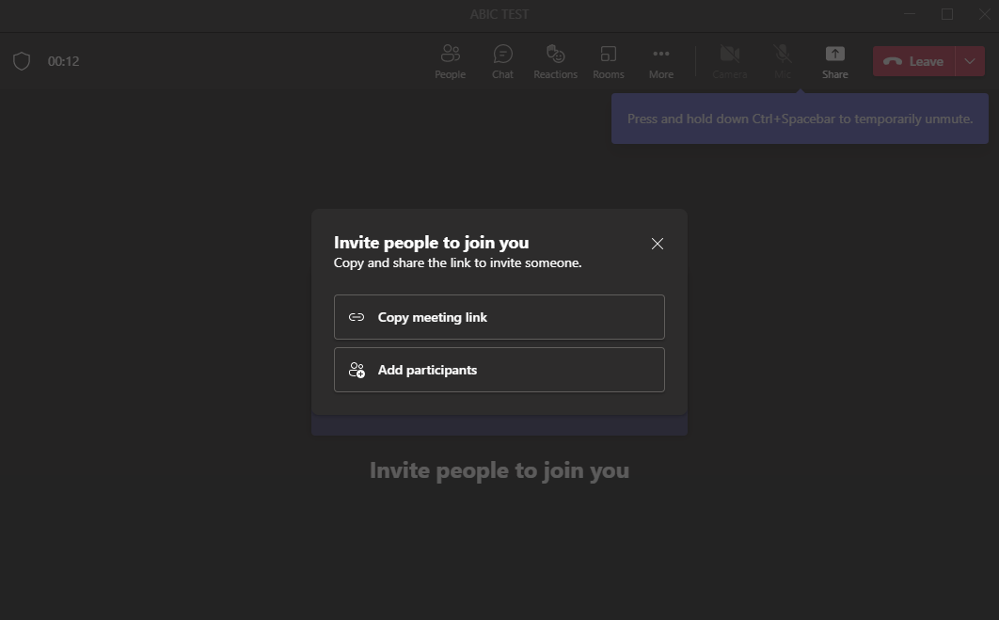 ABIC TEST
00:12
People
Chat
Reactions
Rooms
More
Camera
Mic
Share
Leave
Press and hold down Ctrl+Spacebar to temporarily unmute.
Invite people to join you
Copy and share the link to invite someone.
Copy meeting link
Add participants
Invite people to join you